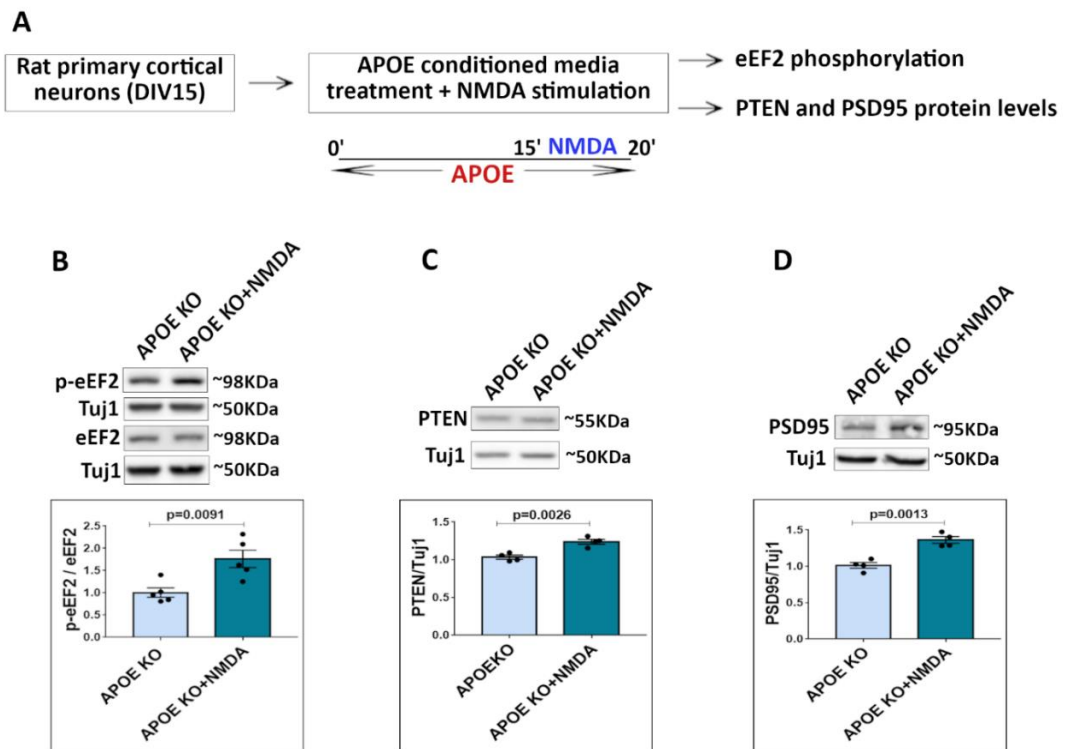 A
Rat primary cortical
neurons (DIV15)
APOE conditioned media
treatment + NMDA stimulation
eEF2 phosphorylation
PTEN and PSD95 protein levels
0' 15' NMDA 20'
APOE
B
APOE KO
APOE KO+NMDA
p-eEF2 ~98KDa
Tuj1 ~50KDa
eEF2 ~98KDa
Tuj1 ~50KDa
p=0.0091
p-eEF2 / eEF2
2.5
2.0
1.5
1.0
0.5
0.0
APOE KO
APOE KO+NMDA
C
APOE KO
APOE KO+NMDA
PTEN ~55KDa
Tuj1 ~50KDa
p=0.0026
PTEN/Tuj1
1.5
1.0
0.5
0.0
APOEKO
APOE KO+NMDA
D
APOE KO
APOE KO+NMDA
PSD95 ~95KDa
Tuj1 ~50KDa
p=0.0013
PSD95/Tuj1
1.5
1.0
0.5
0.0
APOE KO
APOE KO+NMDA